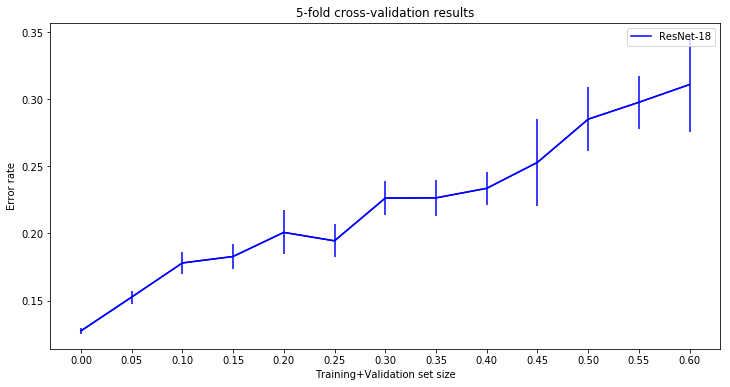 5-fold cross-validation results
0.35
0.30
0.25
0.20
0.15
Error rate
ResNet-18
0.00 0.05 0.10 0.15 0.20 0.25 0.30 0.35 0.40 0.45 0.50 0.55 0.60
Training+Validation set size